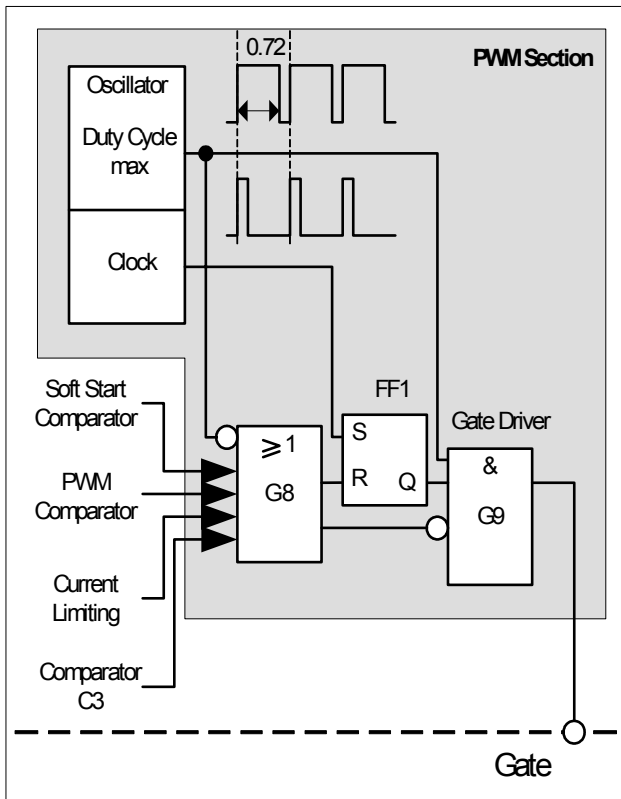 0.72
PWM Section
Oscillator
Duty Cycle
max
Clock
Soft Start
Comparator
PWM
Comparator
Current
Limiting
Comparator
C3
FF1
Gate Driver
≥1
G8
S
R
Q
&
G9
Gate